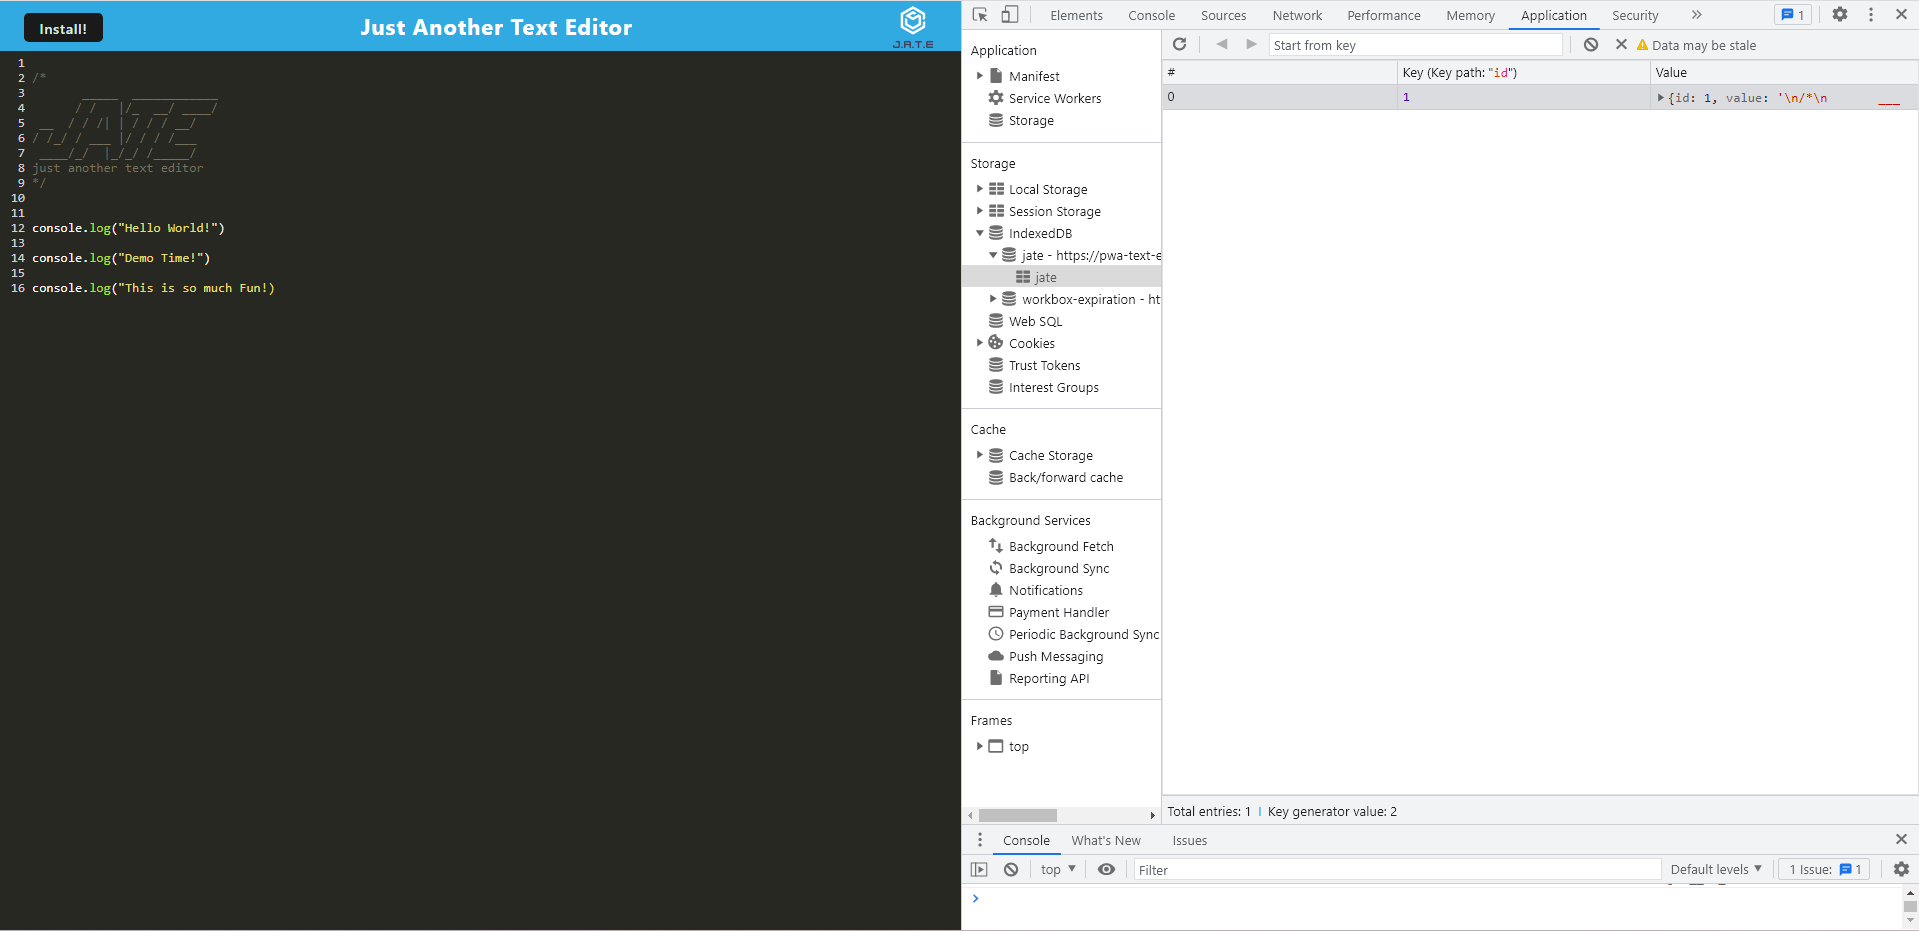 Install!
Just Another Text Editor
J.A.T.E
1
2 /*
3        _____  ____________
4       / /   |/_  __/ ____/
5  __  / / /| | / / / __/
6 / /_/ / ___ |/ / / /___
7  ____/_/  |_/_/ /_____/
8 just another text editor
9 */
10
11
12 console.log("Hello World!")
13
14 console.log("Demo Time!")
15
16 console.log("This is so much Fun!)
Elements Console Sources Network Performance Memory Application Security 1
Application
Manifest
Service Workers
Storage
Storage
Local Storage
Session Storage
IndexedDB
jate - https://pwa-text-e
jate
workbox-expiration - ht
Web SQL
Cookies
Trust Tokens
Interest Groups
Cache
Cache Storage
Back/forward cache
Background Services
Background Fetch
Background Sync
Notifications
Payment Handler
Periodic Background Sync
Push Messaging
Reporting API
Frames
top
Start from key Data may be stale
# Key (Key path: "id") Value
0 1 {id: 1, value: '\n/*\n ___
Total entries: 1 Key generator value: 2
Console What's New Issues
top Filter Default levels 1 Issue: 1